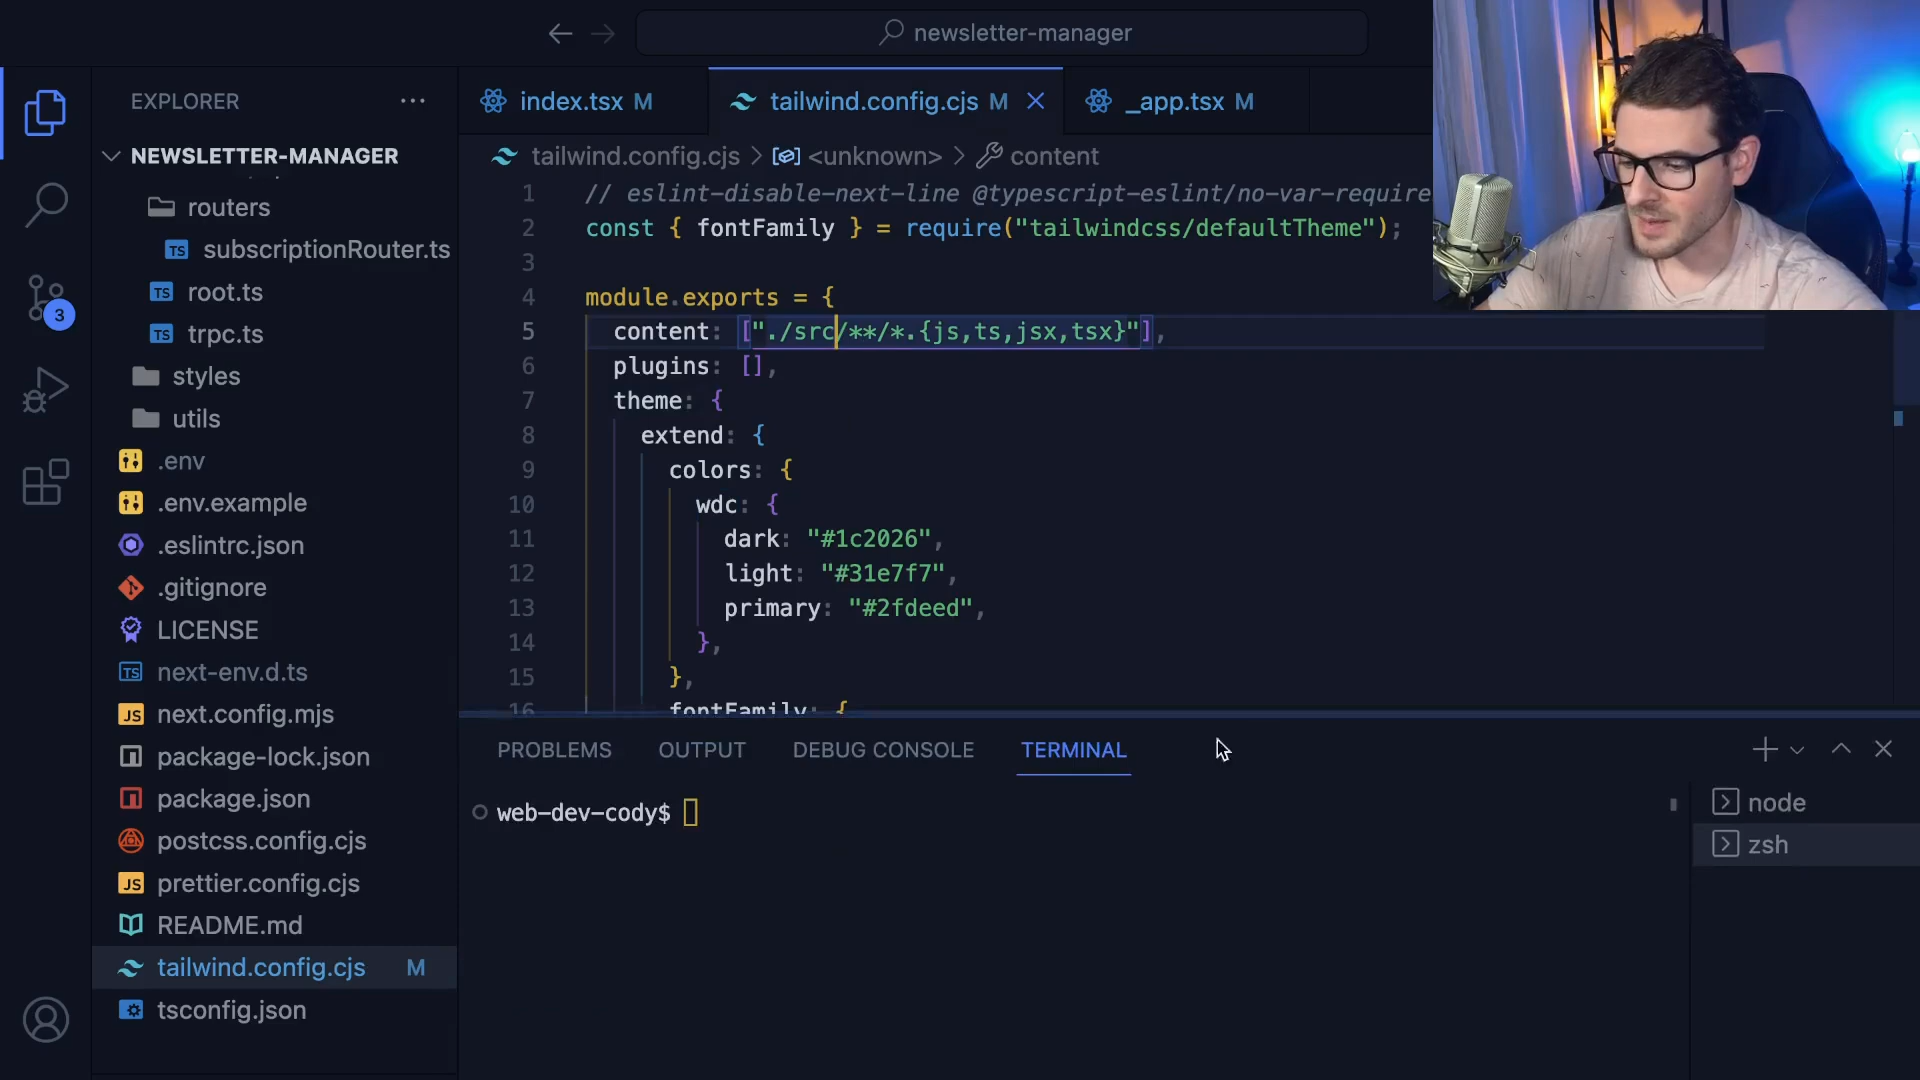 newsletter-manager
EXPLORER
NEWSLETTER-MANAGER
routers
TS subscriptionRouter.ts
TS root.ts
TS trpc.ts
styles
utils
.env
.env.example
.eslintrc.json
.gitignore
LICENSE
TS next-env.d.ts
JS next.config.mjs
package-lock.json
package.json
postcss.config.cjs
JS prettier.config.cjs
README.md
tailwind.config.cjs M
tsconfig.json
3
index.tsx M
tailwind.config.cjs M
_app.tsx M
tailwind.config.cjs > <unknown> > content
1 // eslint-disable-next-line @typescript-eslint/no-var-require
2 const { fontFamily } = require("tailwindcss/defaultTheme");
3
4 module.exports = {
5 content: ["./src/**/*.{js,ts,jsx,tsx}"],
6 plugins: [],
7 theme: {
8 extend: {
9 colors: {
10 wdc: {
11 dark: "#1c2026",
12 light: "#31e7f7",
13 primary: "#2fdeed",
14 },
15 },
16 fontFamily: {
PROBLEMS OUTPUT DEBUG CONSOLE TERMINAL
web-dev-cody$
node
zsh